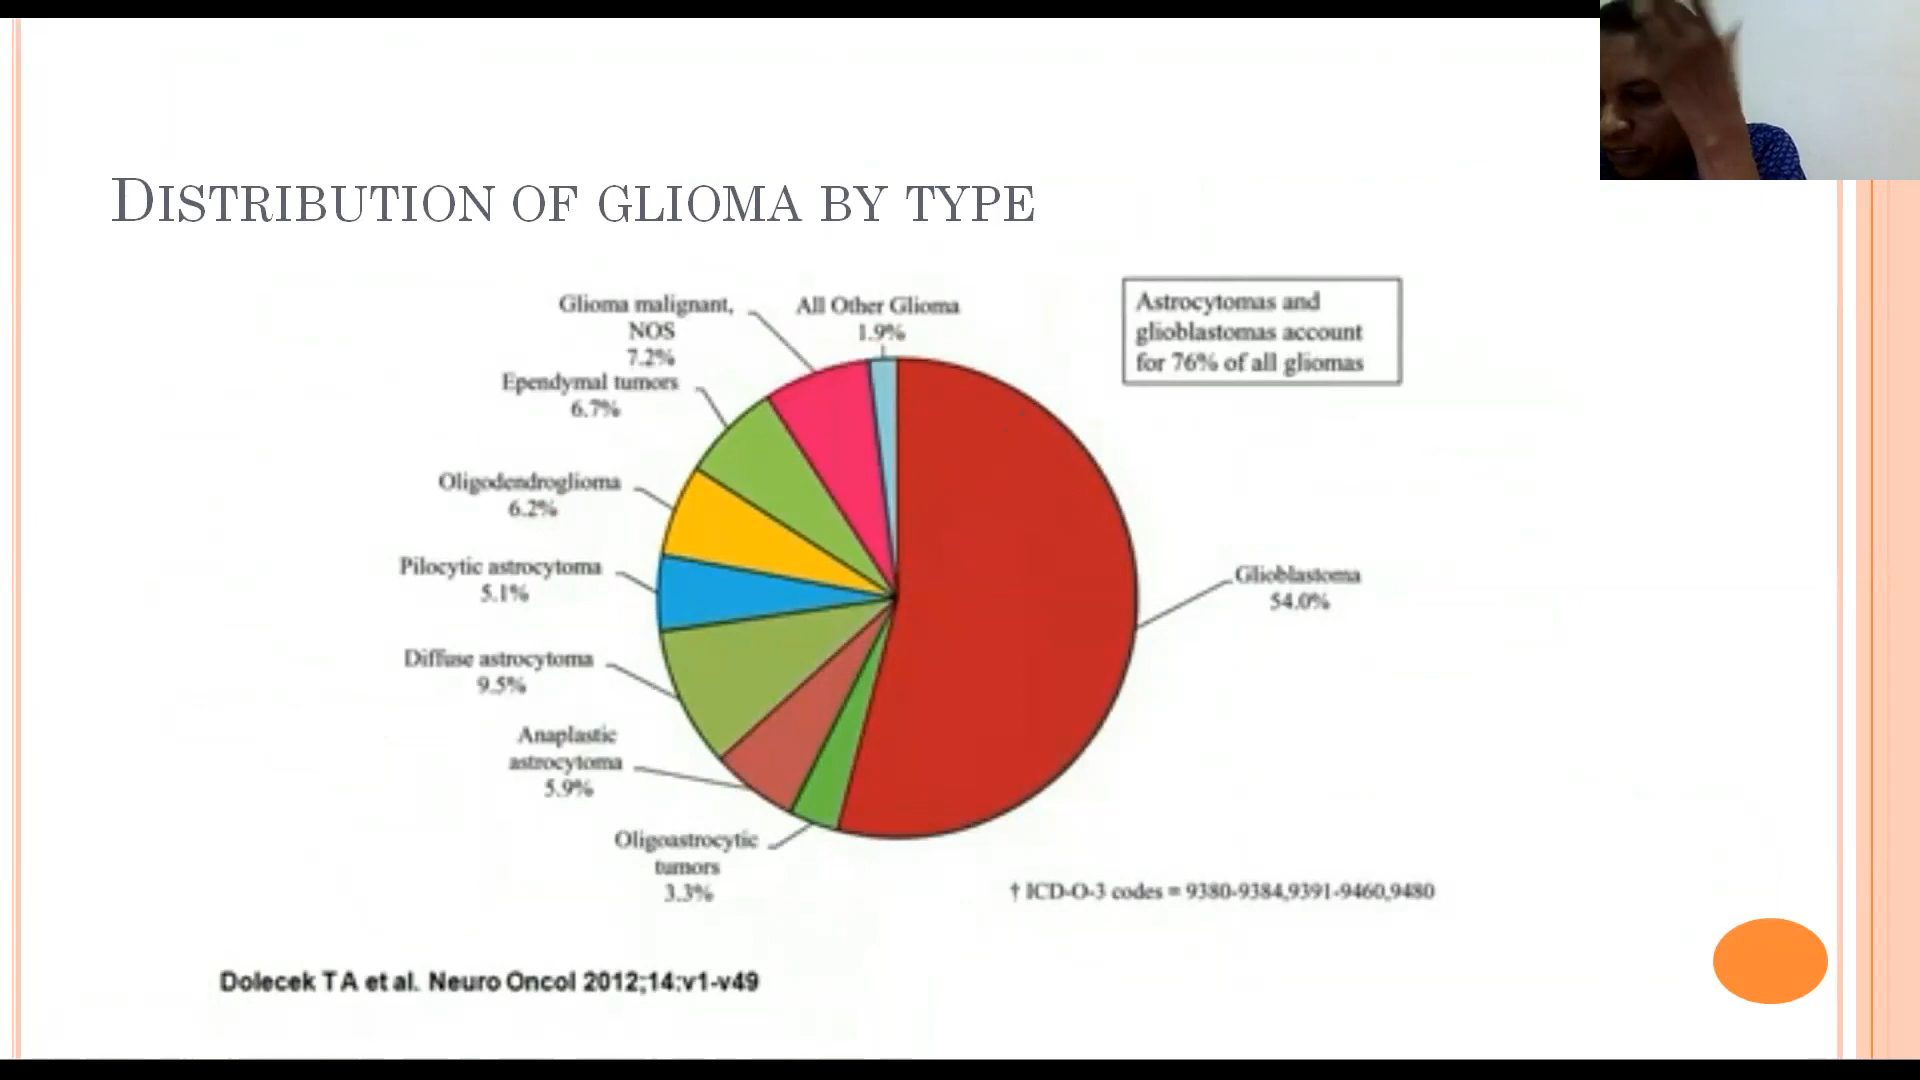 DISTRIBUTION OF GLIOMA BY TYPE
Glioma malignant,
NOS
7.2%
All Other Glioma
1.9%
Astrocytomas and
glioblastomas account
for 76% of all gliomas
Ependymal tumors
6.7%
Oligodendroglioma
6.2%
Pilocytic astrocytoma
5.1%
Glioblastoma
54.0%
Diffuse astrocytoma
9.5%
Anaplastic
astrocytoma
5.9%
Oligoastrocytic
tumors
3.3%
† ICD-O-3 codes = 9380-9384,9391-9460,9480
Dolecek T A et al. Neuro Oncol 2012;14:v1-v49